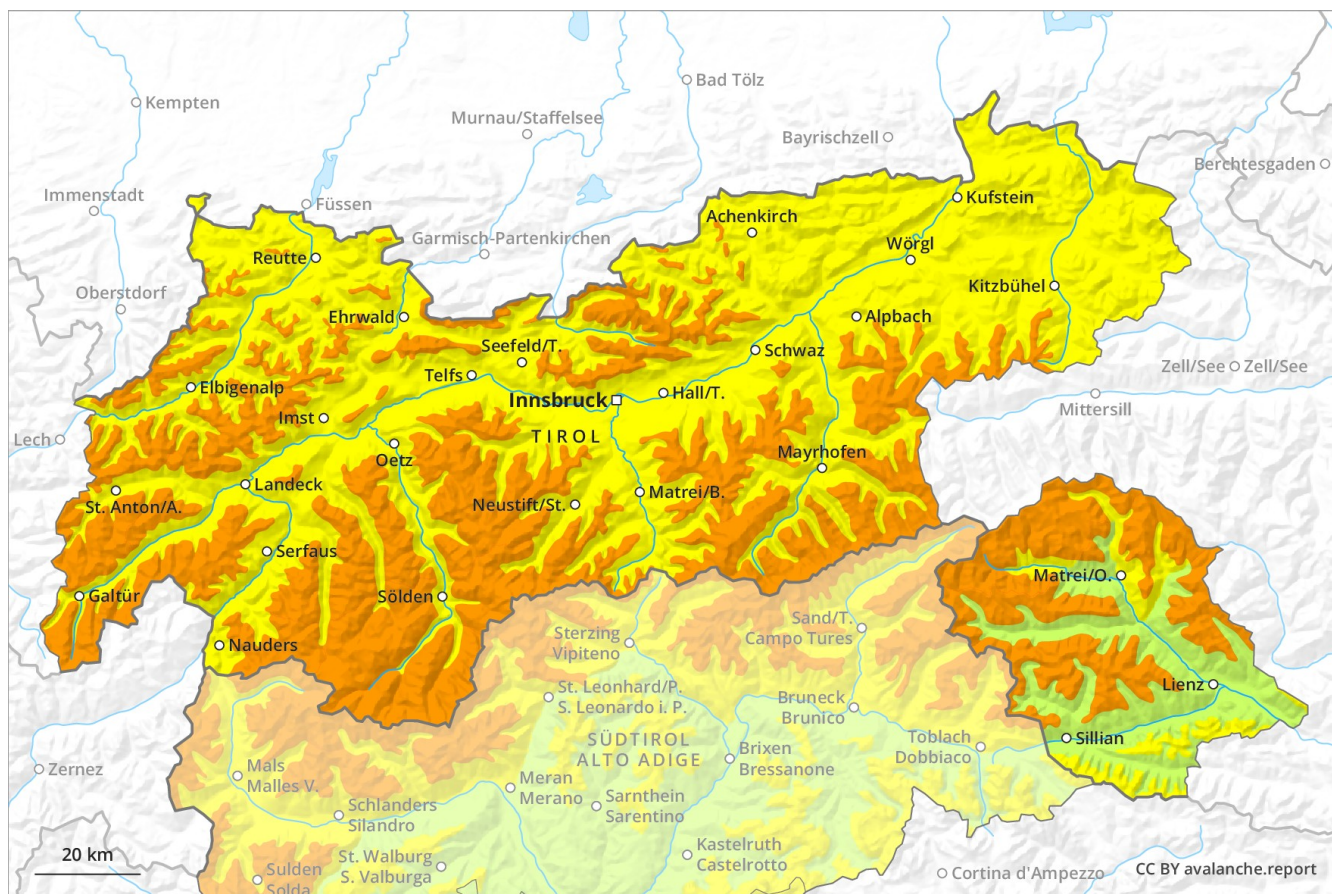 Kempten
Bad Tölz
Murnau/Staffelsee
Bayrischzell
Berchtesgaden
Immenstadt
Füssen
Kufstein
Achenkirch
Garmisch-Partenkirchen
Wörgl
Reutte
Oberstdorf
Kitzbühel
Ehrwald
Alpbach
Seefeld/T.
Schwaz
Zell/See
Zell/See
Telfs
Elbigenalp
Hall/T.
Mittersill
Innsbruck
Imst
Lech
TIROL
Oetz
Mayrhofen
Landeck
St. Anton/A.
Neustift/St.
Matrei/B.
Serfaus
Matrei/O.
Galtür
Sölden
Sand/T.
Campo Tures
Sterzing
Vipiteno
Nauders
St. Leonhard/P.
S. Leonardo i. P.
Bruneck
Brunico
Lienz
SÜDTIROL
ALTO ADIGE
Brixen
Bressanone
Toblach
Dobbiaco
Sillian
Zernez
Mals
Malles V.
Meran
Merano
Sarnthein
Sarentino
Schlanders
Silandro
Kastelruth
Castelrotto
20 km
St. Walburg
S. Valburga
Sulden
Solda
Cortina d'Ampezzo
CC BY avalanche.report